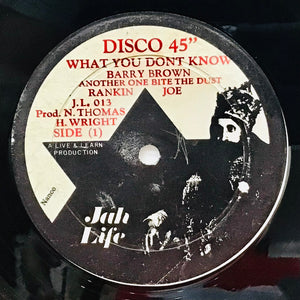 DISCO 45"
WHAT YOU DONT KNOW
BARRY BROWN
ANOTHER ONE BITE THE DUST
RANKIN JOE
J.L. 013
Prod. N. THOMAS
H. WRIGHT
SIDE (1)
A LIVE & LEARN
PRODUCTION
Nanco
Jah
Life